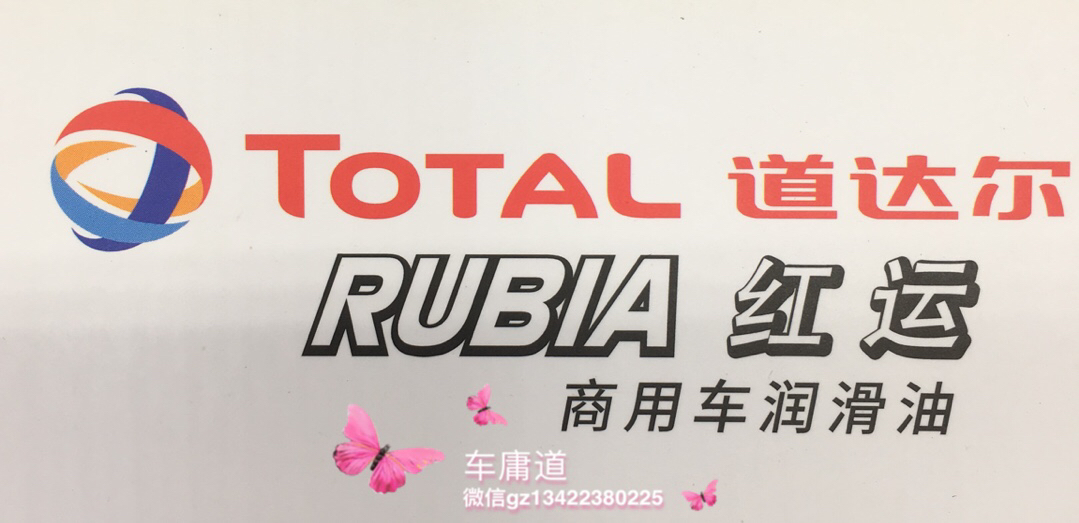 TOTAL 道达尔
RUBIA 红运
商用车润滑油
车庸道
微信gz13422380225